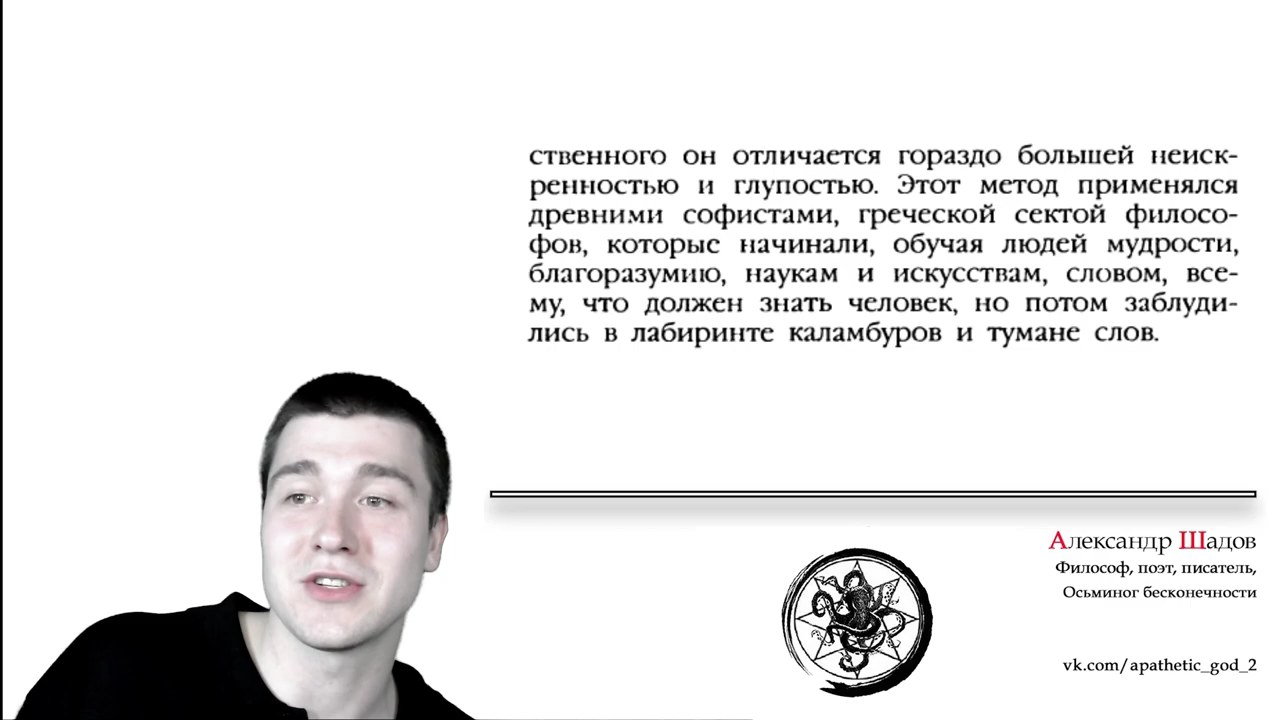 ственного он отличается гораздо большей неиск-
ренностью и глупостью. Этот метод применялся
древними софистами, греческой сектой филосо-
фов, которые начинали, обучая людей мудрости,
благоразумию, наукам и искусствам, словом, все-
му, что должен знать человек, но потом заблуди-
лись в лабиринте каламбуров и тумане слов.
Александр Шадов
Философ, поэт, писатель,
Осьминог бесконечности
vk.com/apathetic_god_2